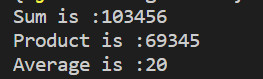 Sum is :103456
Product is :69345
Average is :20